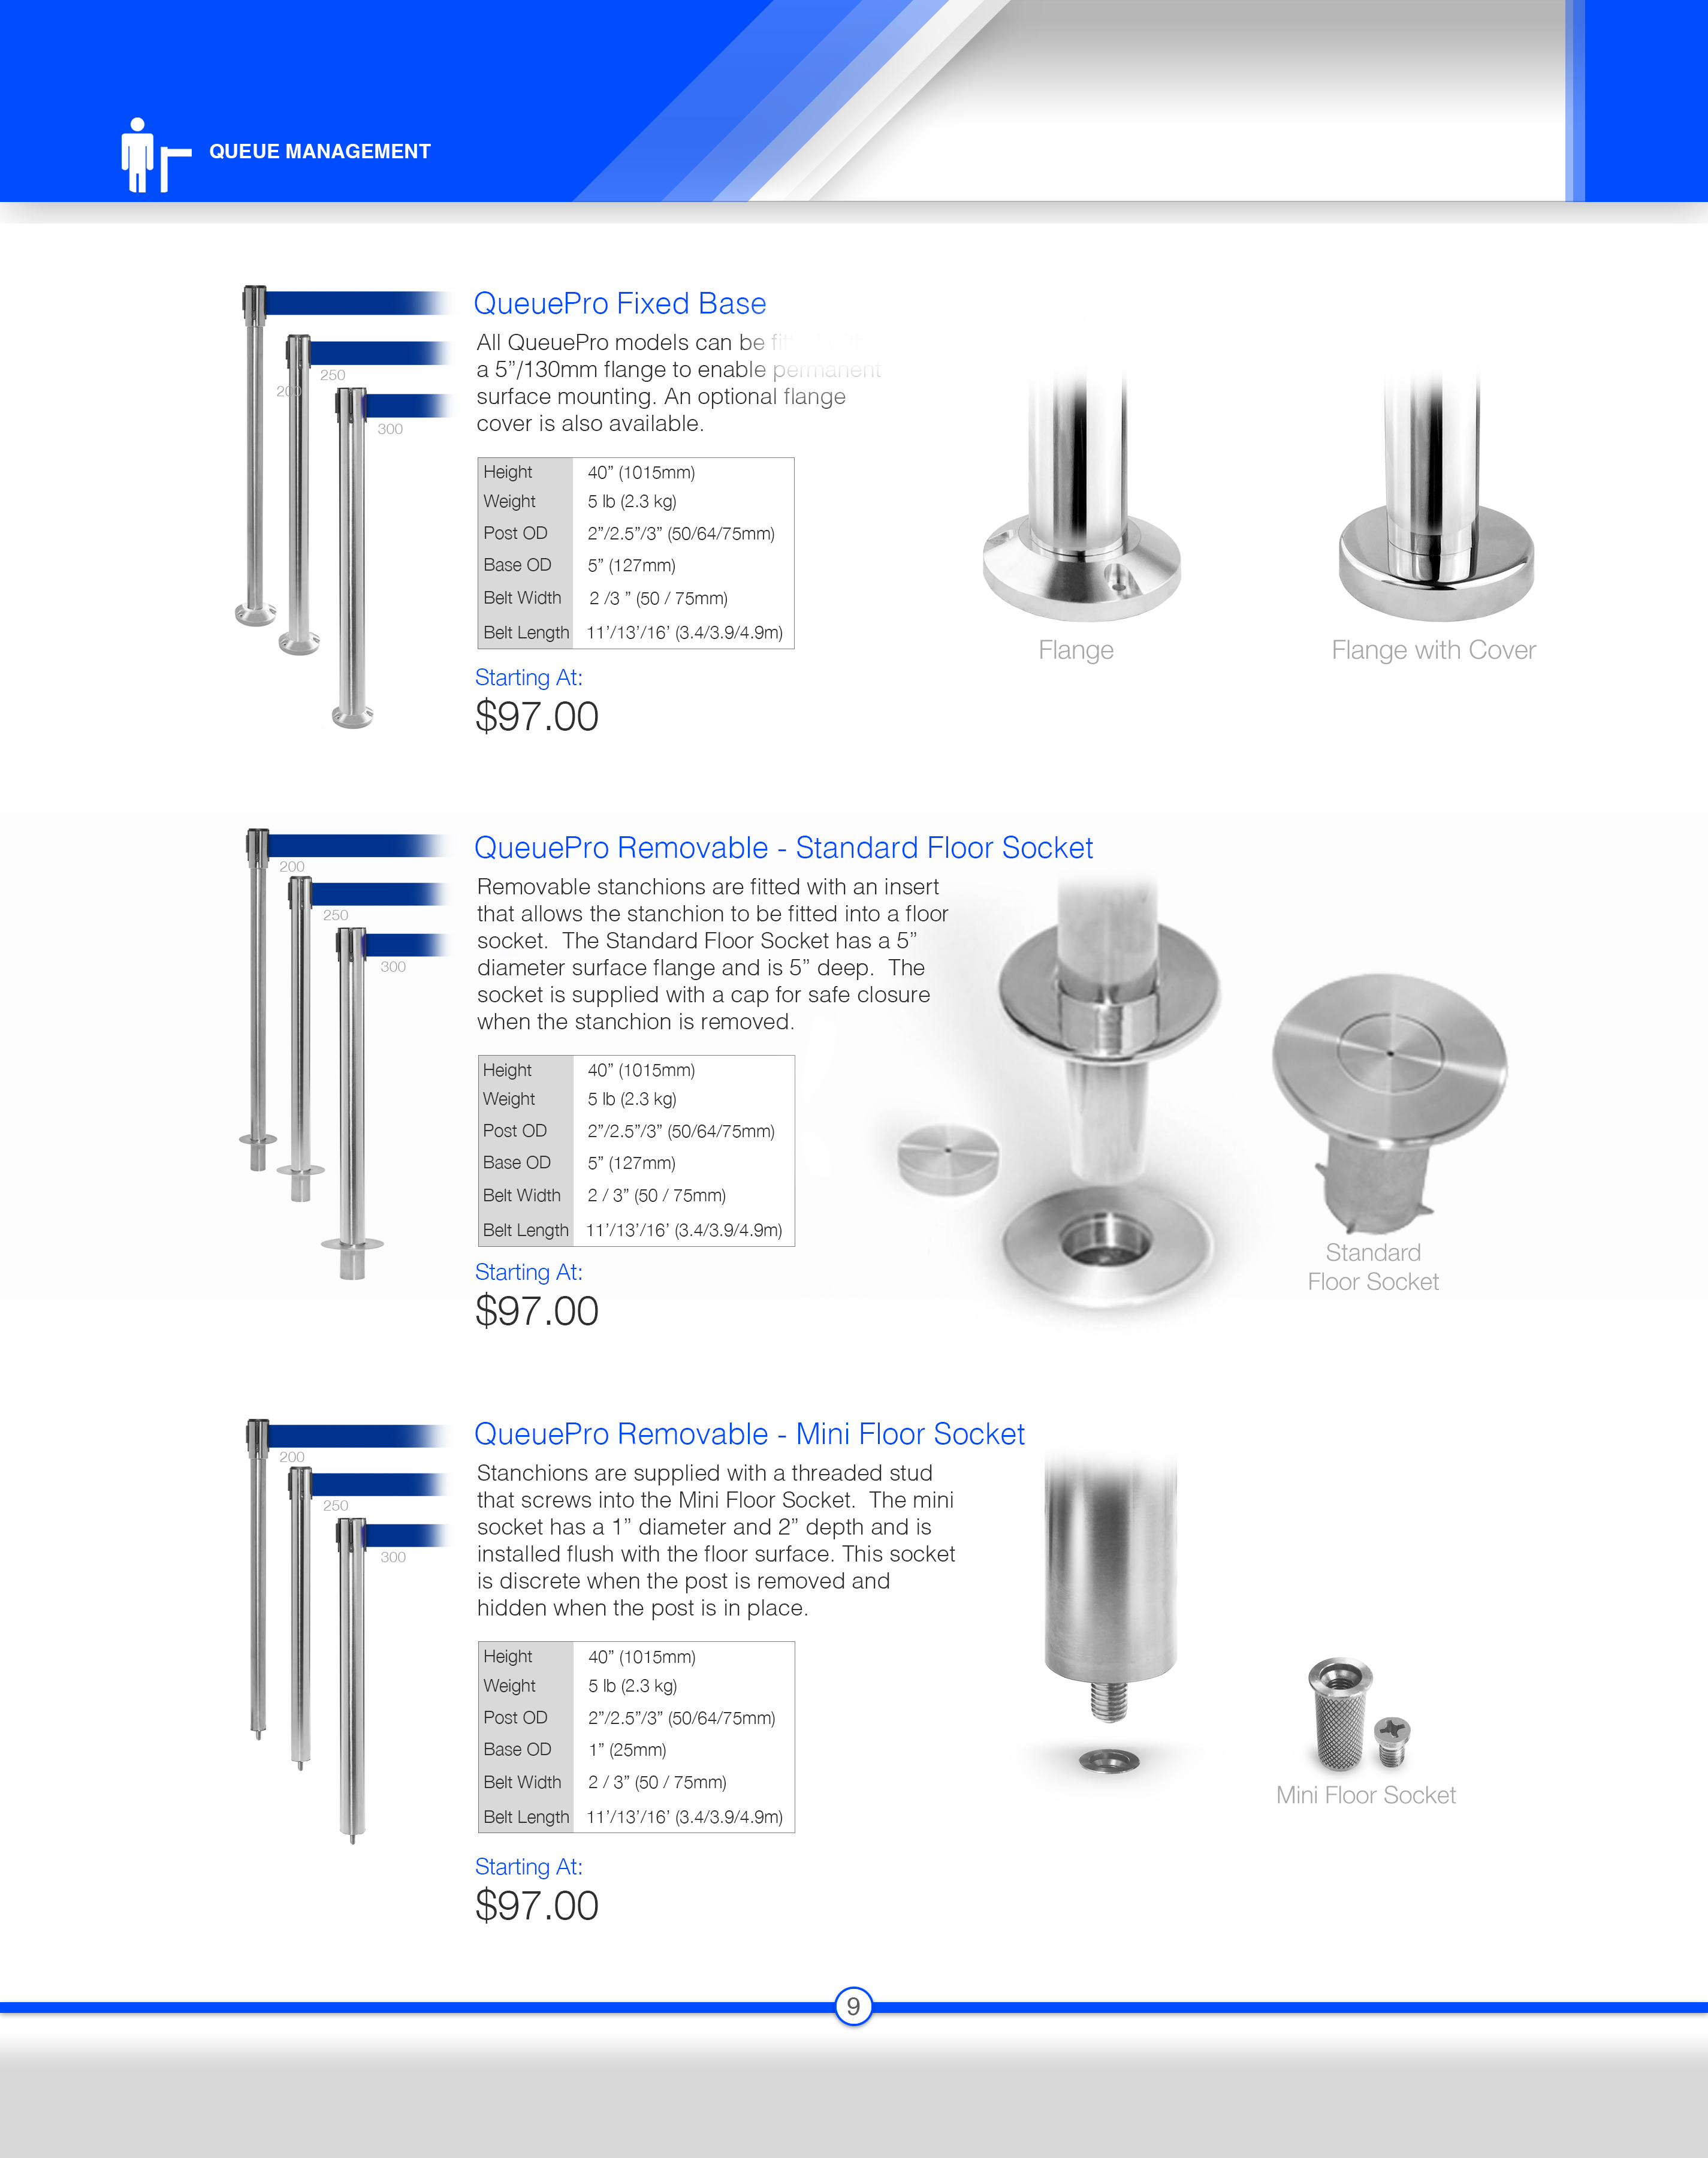 QUEUE MANAGEMENT
QueuePro Fixed Base
All QueuePro models can be
a 5”/130mm flange to enable permanent
surface mounting. An optional flange
cover is also available.
200
250
300
Height 40” (1015mm)
Weight 5 lb (2.3 kg)
Post OD 2”/2.5”/3” (50/64/75mm)
Base OD 5” (127mm)
Belt Width 2 /3 ” (50 / 75mm)
Belt Length 11’/13’/16’ (3.4/3.9/4.9m)
Starting At:
$97.00
Flange
Flange with Cover
QueuePro Removable - Standard Floor Socket
Removable stanchions are fitted with an insert
that allows the stanchion to be fitted into a floor
socket.  The Standard Floor Socket has a 5”
diameter surface flange and is 5” deep.  The
socket is supplied with a cap for safe closure
when the stanchion is removed.
200
250
300
Height 40” (1015mm)
Weight 5 lb (2.3 kg)
Post OD 2”/2.5”/3” (50/64/75mm)
Base OD 5” (127mm)
Belt Width 2 / 3” (50 / 75mm)
Belt Length 11’/13’/16’ (3.4/3.9/4.9m)
Starting At:
$97.00
Standard
Floor Socket
QueuePro Removable - Mini Floor Socket
Stanchions are supplied with a threaded stud
that screws into the Mini Floor Socket.  The mini
socket has a 1” diameter and 2” depth and is
installed flush with the floor surface. This socket
is discrete when the post is removed and
hidden when the post is in place.
200
250
300
Height 40” (1015mm)
Weight 5 lb (2.3 kg)
Post OD 2”/2.5”/3” (50/64/75mm)
Base OD 1” (25mm)
Belt Width 2 / 3” (50 / 75mm)
Belt Length 11’/13’/16’ (3.4/3.9/4.9m)
Starting At:
$97.00
Mini Floor Socket
9